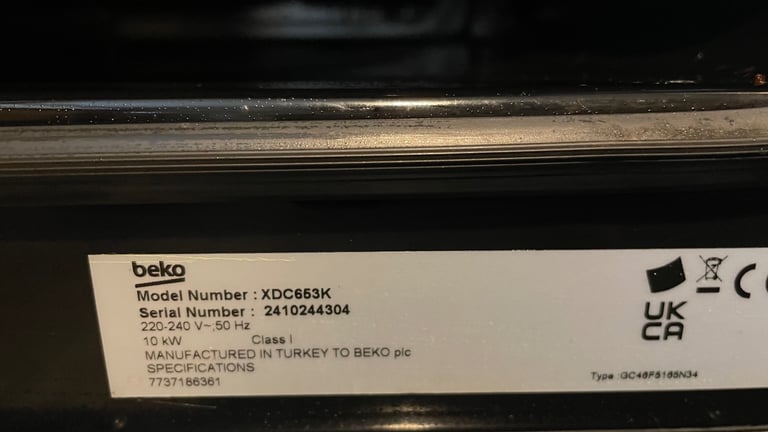 beko
Model Number : XDC653K
Serial Number : 2410244304
220-240 V~;50 Hz
10 kW Class I
MANUFACTURED IN TURKEY TO BEKO plc
SPECIFICATIONS
7737186361
UK
CA
CE
Type :